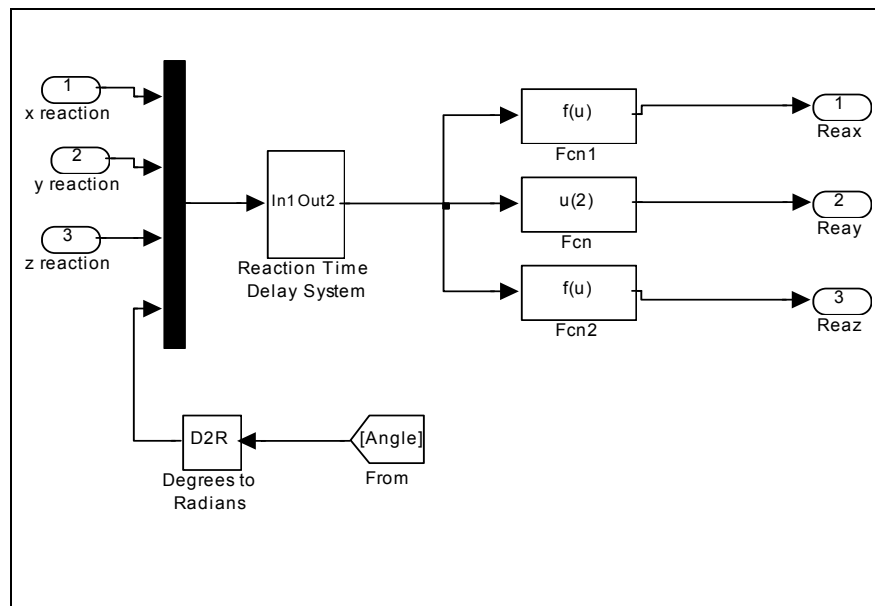 1
x reaction
2
y reaction
3
z reaction
In1 Out2
Reaction Time
Delay System
f(u)
Fcn1
u(2)
Fcn
f(u)
Fcn2
1
Reax
2
Reay
3
Reaz
D2R
Degrees to
Radians
[Angle]
From